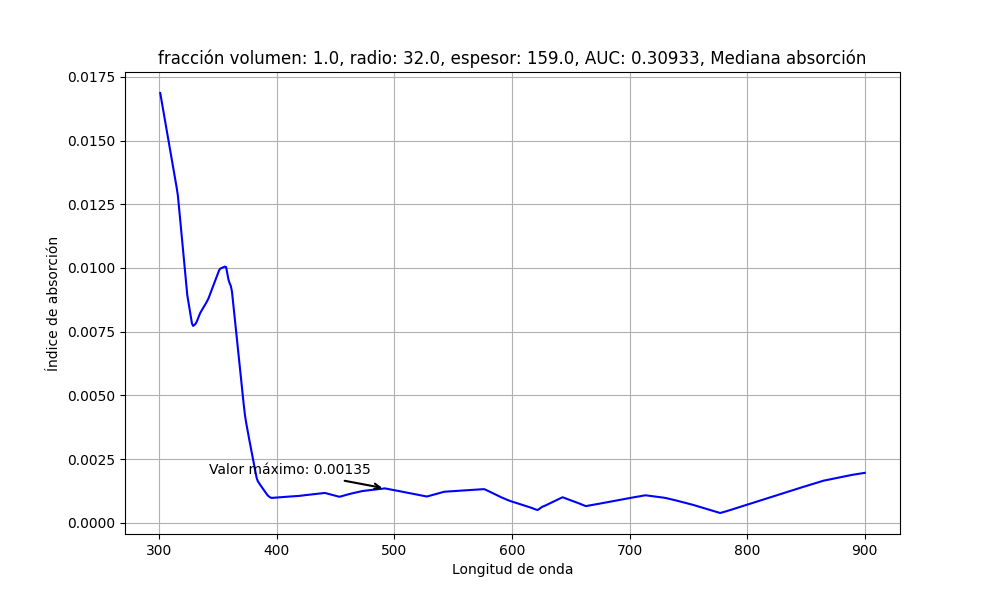 fracción volumen: 1.0, radio: 32.0, espesor: 159.0, AUC: 0.30933, Mediana absorción
0.0175
0.0150
0.0125
0.0100
0.0075
0.0050
0.0025
0.0000
Índice de absorción
Valor máximo: 0.00135
300 400 500 600 700 800 900
Longitud de onda